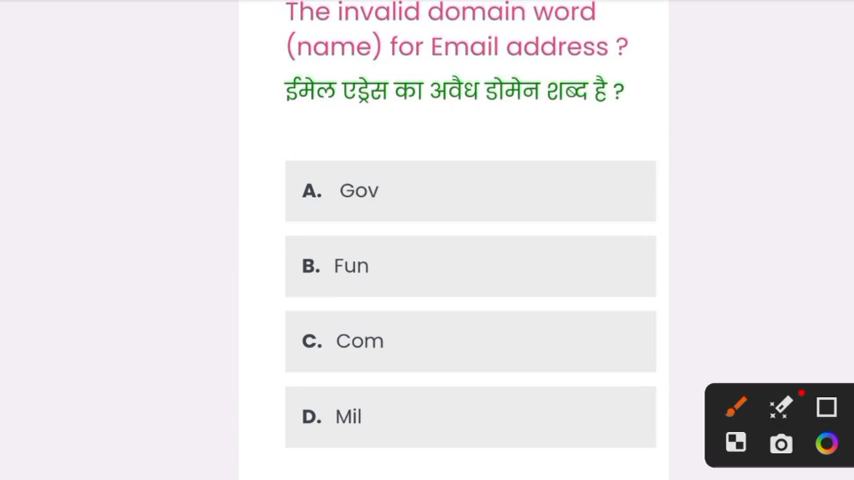 The invalid domain word
(name) for Email address ?
ईमेल एड्रेस का अवैध डोमेन शब्द है ?
A. Gov
B. Fun
C. Com
D. Mil